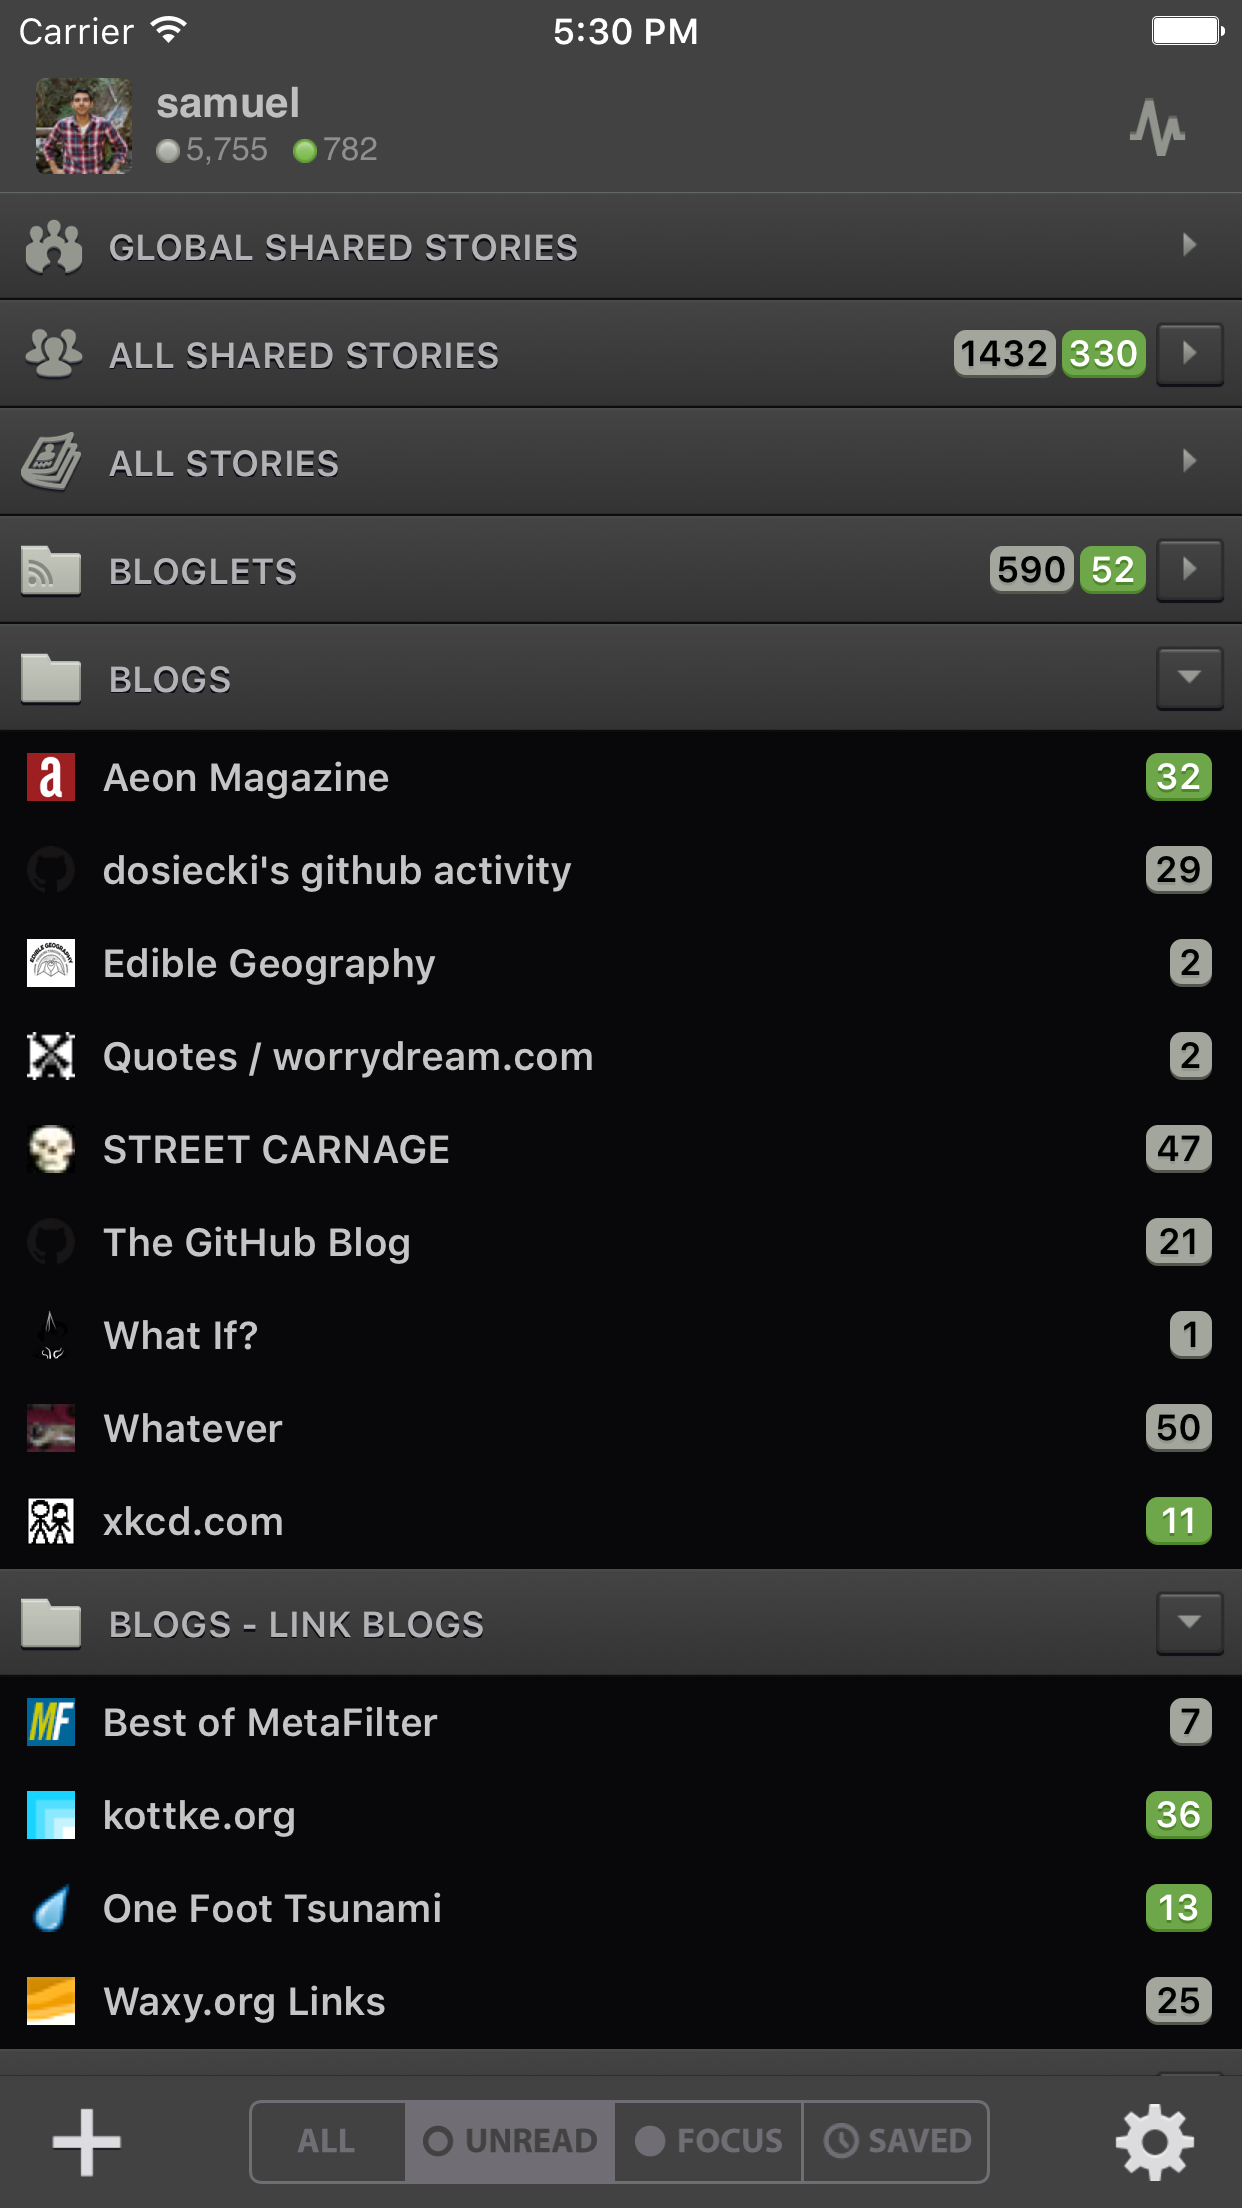 Carrier 5:30 PM
samuel
5,755 782
GLOBAL SHARED STORIES
ALL SHARED STORIES 1432 330
ALL STORIES
BLOGLETS 590 52
BLOGS
a Aeon Magazine 32
dosiecki's github activity 29
EDIBLE GEOGRAPHY Edible Geography 2
Quotes / worrydream.com 2
STREET CARNAGE 47
The GitHub Blog 21
What If? 1
Whatever 50
xkcd.com 11
BLOGS - LINK BLOGS
MF Best of MetaFilter 7
kottke.org 36
One Foot Tsunami 13
Waxy.org Links 25
ALL UNREAD FOCUS SAVED